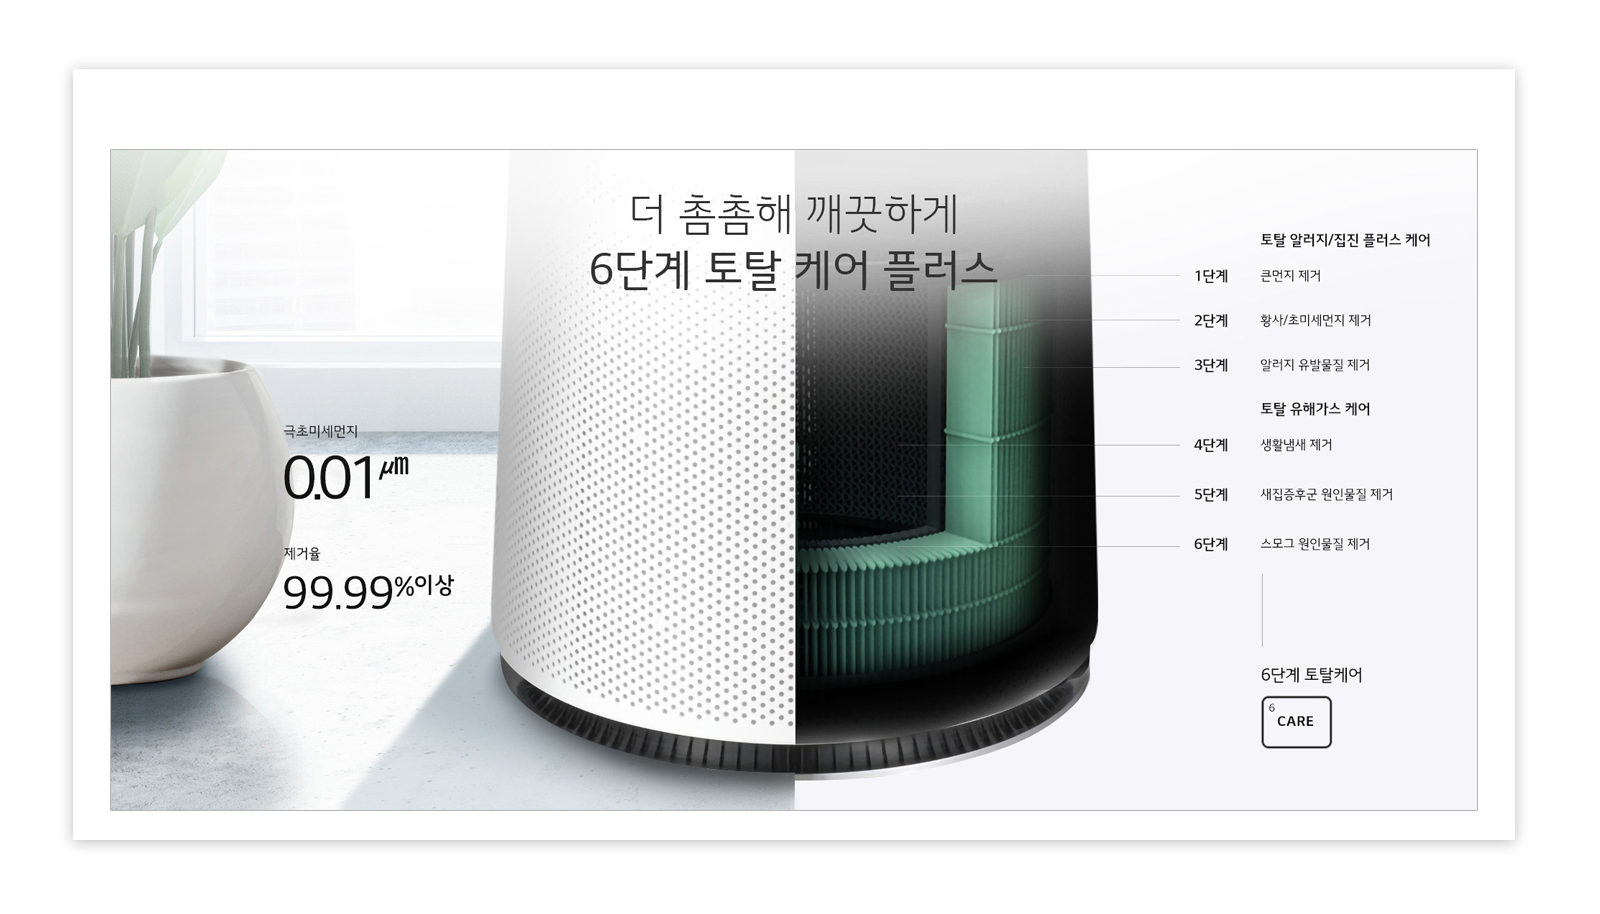 더 촘촘해 깨끗하게
6단계 토탈 케어 플러스
극초미세먼지
0.01㎛
제거율
99.99%이상
토탈 알러지/집진 플러스 케어
1단계 큰먼지 제거
2단계 황사/초미세먼지 제거
3단계 알러지 유발물질 제거
토탈 유해가스 케어
4단계 생활냄새 제거
5단계 새집증후군 원인물질 제거
6단계 스모그 원인물질 제거
6단계 토탈케어
6
CARE